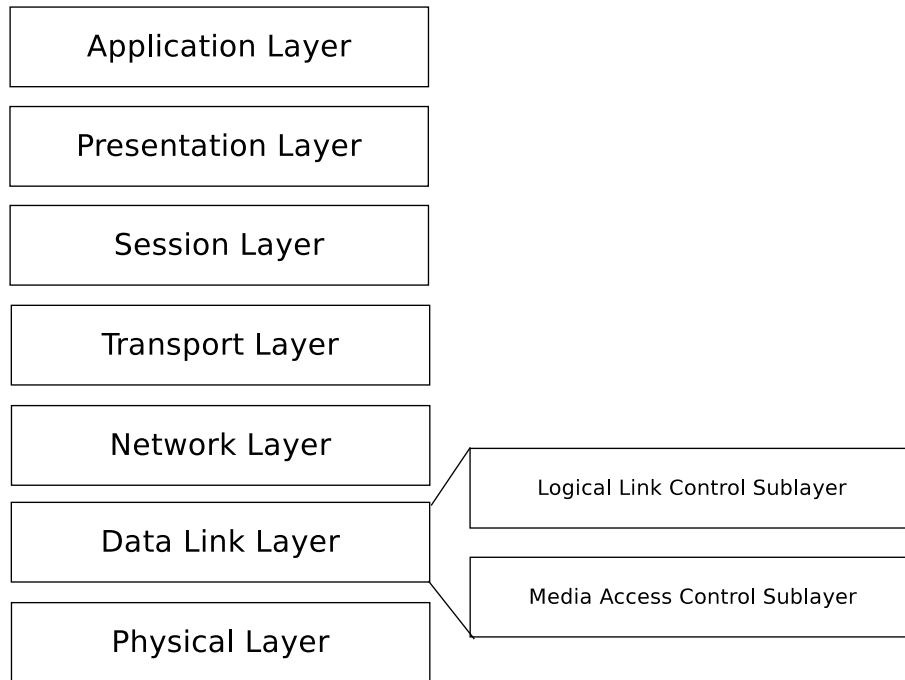 Application Layer
Presentation Layer
Session Layer
Transport Layer
Network Layer
Data Link Layer
Physical Layer
Logical Link Control Sublayer
Media Access Control Sublayer